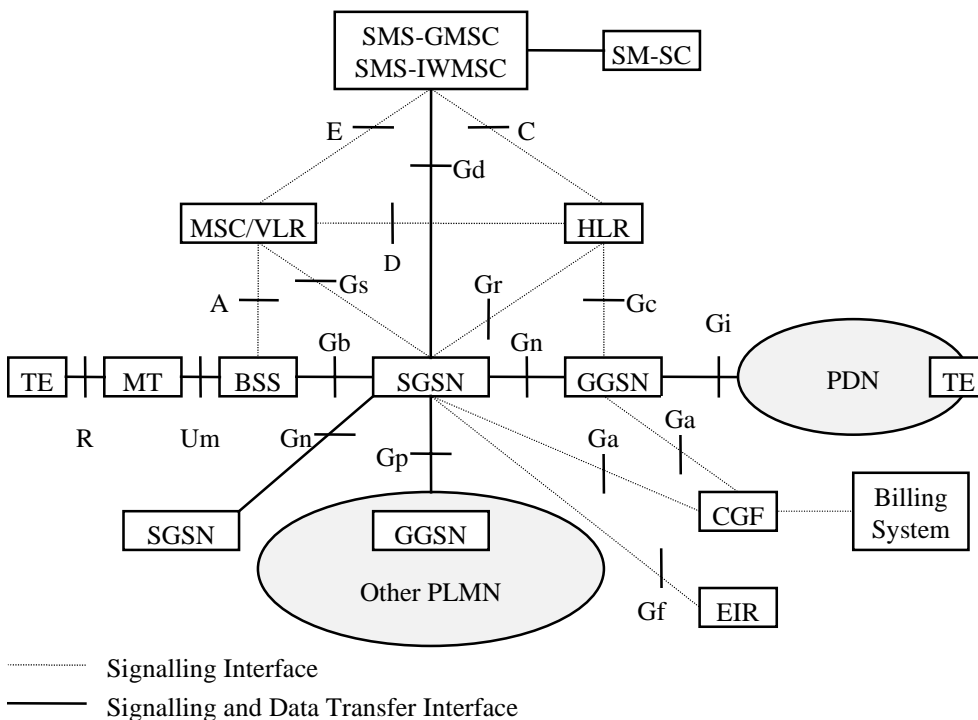 SMS-GMSC
SMS-IWMSC
SM-SC
E
C
Gd
MSC/VLR
HLR
D
Gs
Gr
A
Gc
Gb
Gn
Gi
TE
MT
BSS
SGSN
GGSN
PDN
TE
R
Um
Gn
Gp
Ga
Ga
SGSN
GGSN
CGF
Billing
System
Other PLMN
Gf
EIR
Signalling Interface
Signalling and Data Transfer Interface